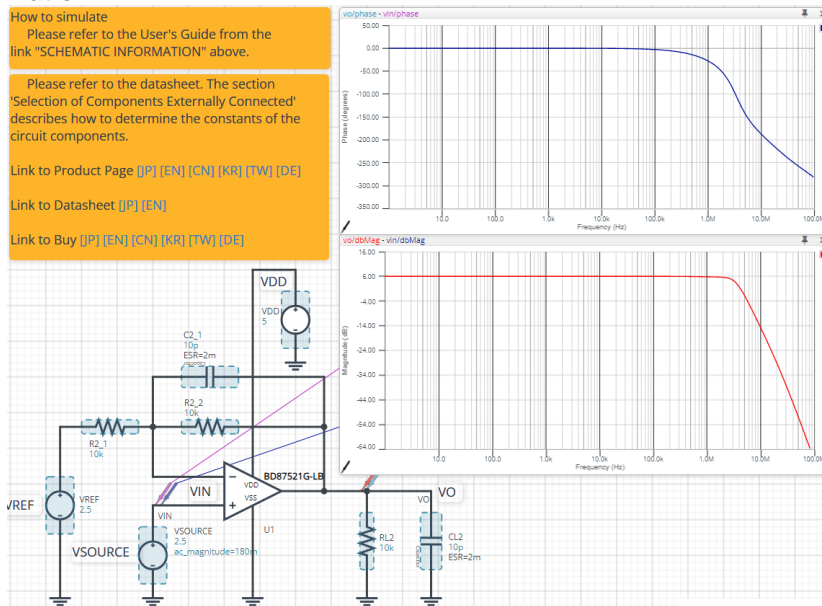 How to simulate
Please refer to the User's Guide from the
link "SCHEMATIC INFORMATION" above.
Please refer to the datasheet. The section
'Selection of Components Externally Connected'
describes how to determine the constants of the
circuit components.
Link to Product Page [JP] [EN] [CN] [KR] [TW] [DE]
Link to Datasheet [JP] [EN]
Link to Buy [JP] [EN] [CN] [KR] [TW] [DE]
vo/phase - vin/phase
50.00
0.00
-50.00
-100.00
-150.00
-200.00
-250.00
-300.00
-350.00
Phase (degrees)
10.0
100.0
1.0k
10.0k
100.0k
1.0M
10.0M
100.0M
Frequency (Hz)
vo/dbMag - vin/dbMag
16.00
6.00
-4.00
-14.00
-24.00
-34.00
-44.00
-54.00
-64.00
Magnitude (dB)
10.0
100.0
1.0k
10.0k
100.0k
1.0M
10.0M
100.0
Frequency (Hz)
VDD
VDD
5
C2_1
10p
ESR=2m
R2_2
10k
R2_1
10k
BD87521G-LB
VDD
VSS
U1
VIN
VIN
VREF
VREF
2.5
VSOURCE
VSOURCE
2.5
ac_magnitude=180m
VO
VO
RL2
10k
CL2
10p
ESR=2m